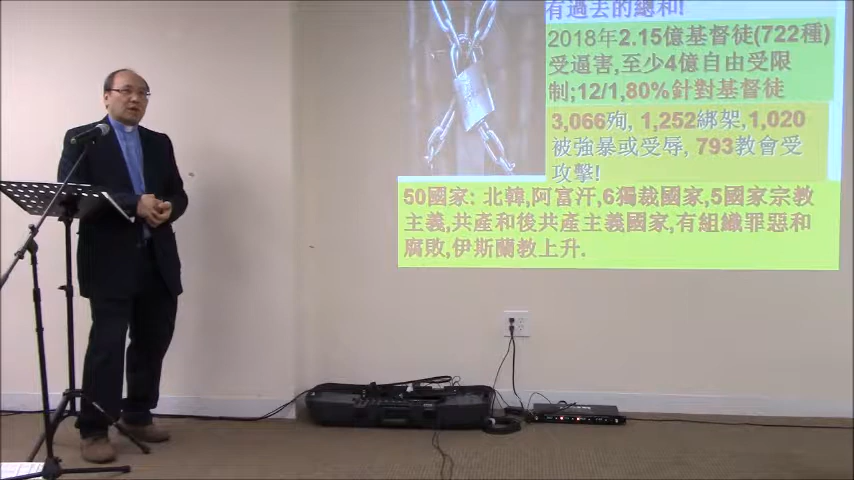 有過去的總和!
2018年2.15億基督徒(722種)
受逼害,至少4億自由受限
制;12/1,80%針對基督徒
3,066殉, 1,252綁架,1,020
被強暴或受辱, 793教會受
攻擊!
50國家: 北韓,阿富汗,6獨裁國家,5國家宗教
主義,共產和後共產主義國家,有組織罪惡和
腐敗,伊斯蘭教上升.